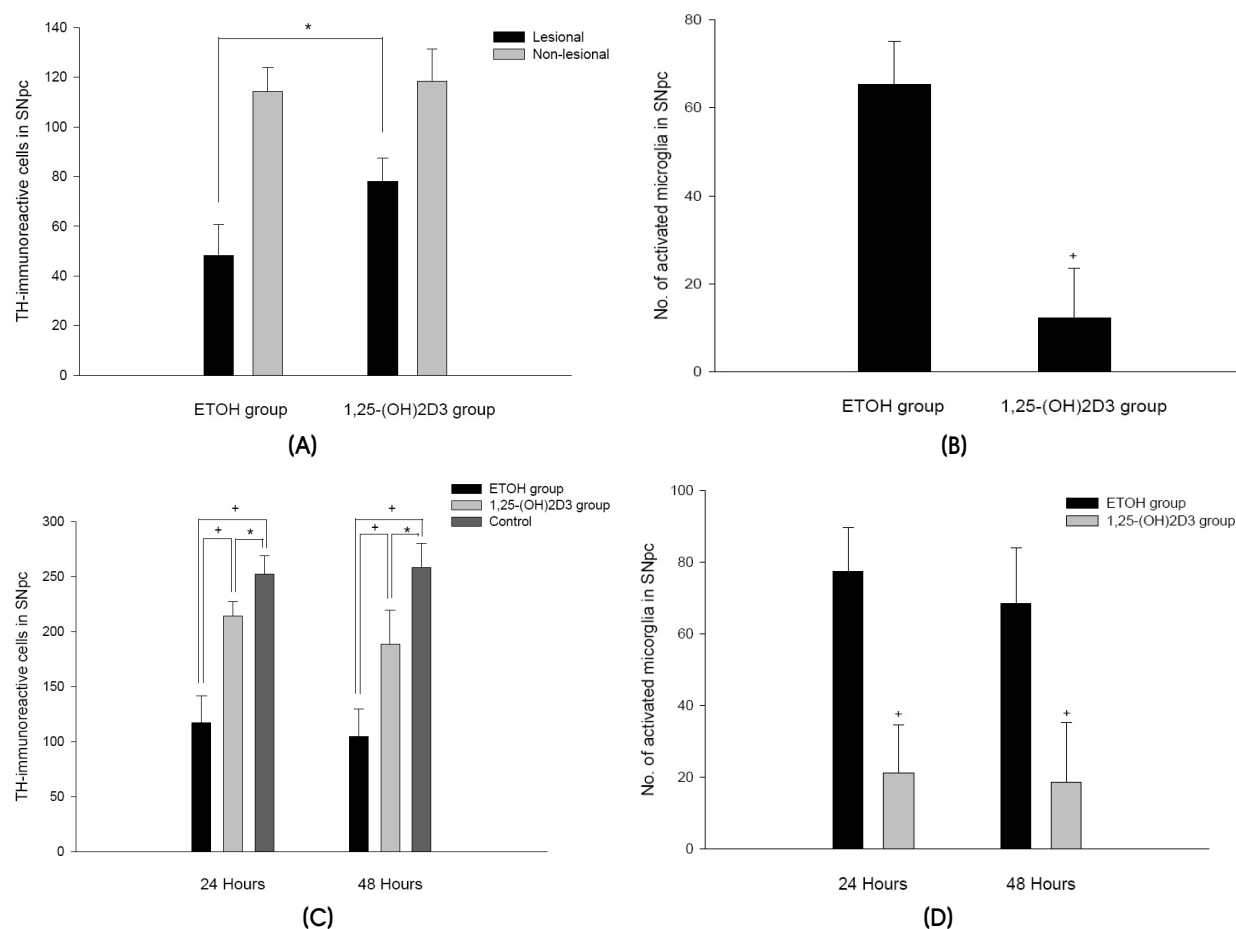 140
120
100
80
60
40
20
0
TH-immunoreactive cells in SNpc
*
Lesional
Non-lesional
ETOH group
1,25-(OH)2D3 group
(A)
80
60
40
20
0
No. of activated microglia in SNpc
+
ETOH group
1,25-(OH)2D3 group
(B)
300
250
200
150
100
50
0
TH-immunoreactive cells in SNpc
ETOH group
1,25-(OH)2D3 group
Control
+
+ *
+
+ *
24 Hours
48 Hours
(C)
100
80
60
40
20
0
No. of activated micorglia in SNpc
ETOH group
1,25-(OH)2D3 group
+
+
24 Hours
48 Hours
(D)